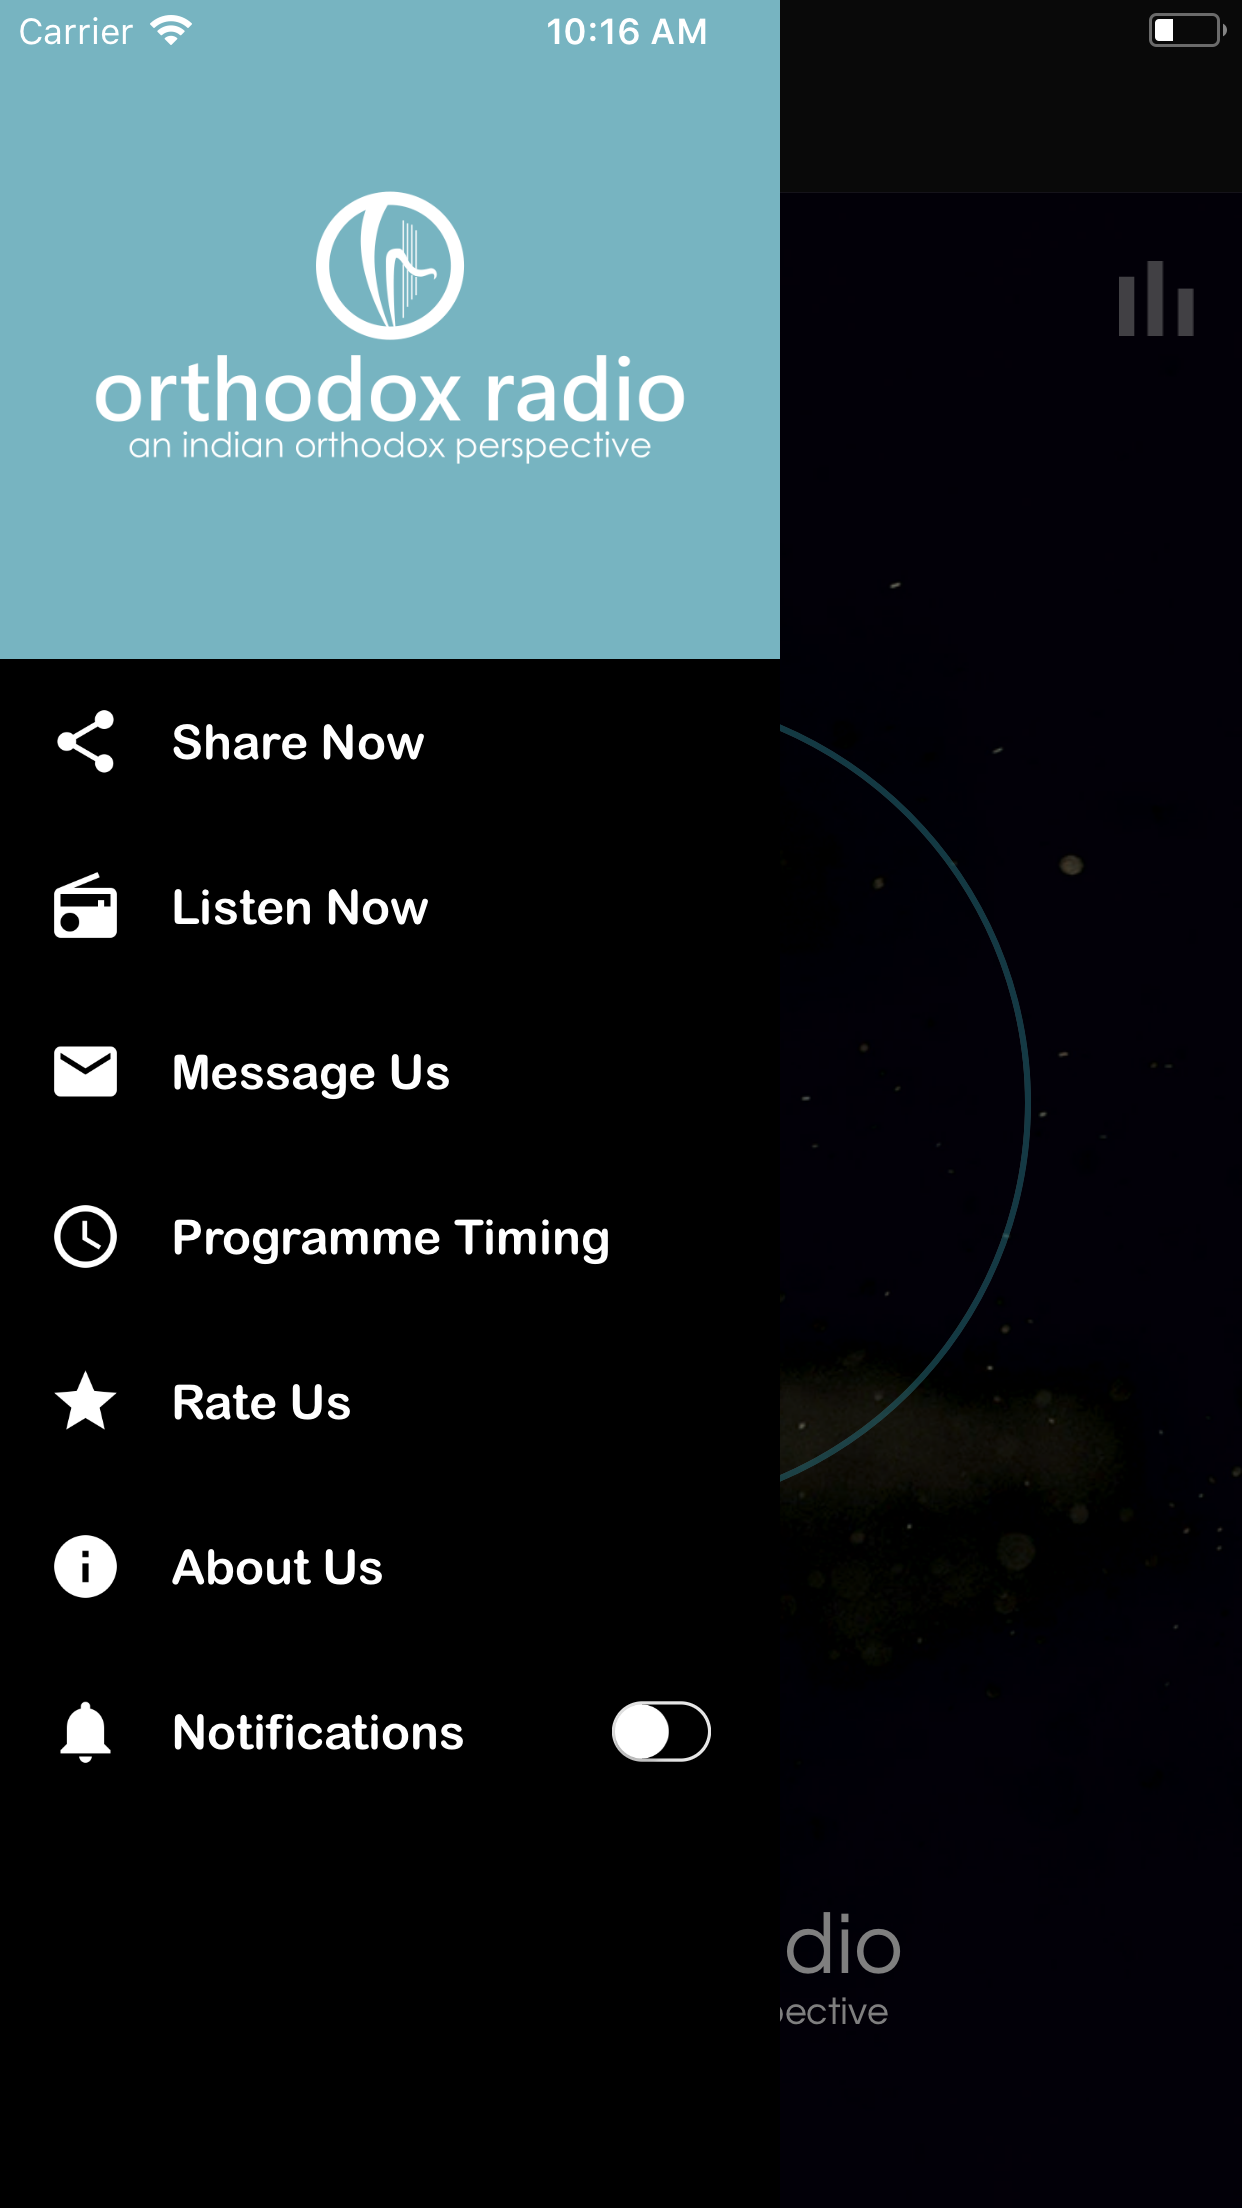 Carrier 10:16 AM
orthodox radio
an indian orthodox perspective
Share Now
Listen Now
Message Us
Programme Timing
Rate Us
About Us
Notifications
dio
pective